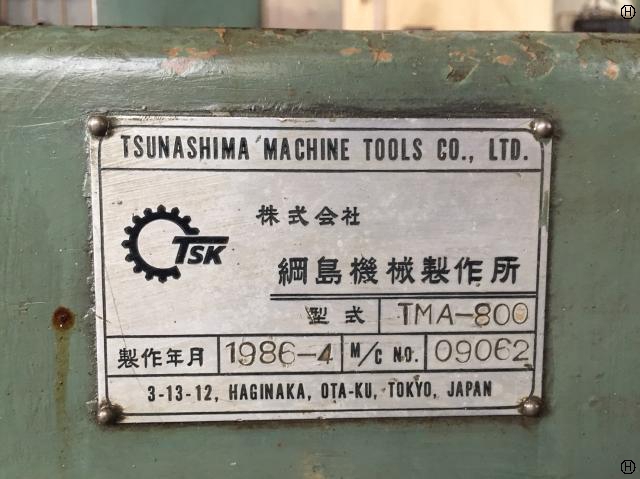 TSUNASHIMA MACHINE TOOLS CO., LTD.
TSK
株式会社
綱島機械製作所
型式 TMA-800
製作年月 1986-4 M/C NO. 09062
3-13-12, HAGINAKA, OTA-KU, TOKYO, JAPAN
H
H